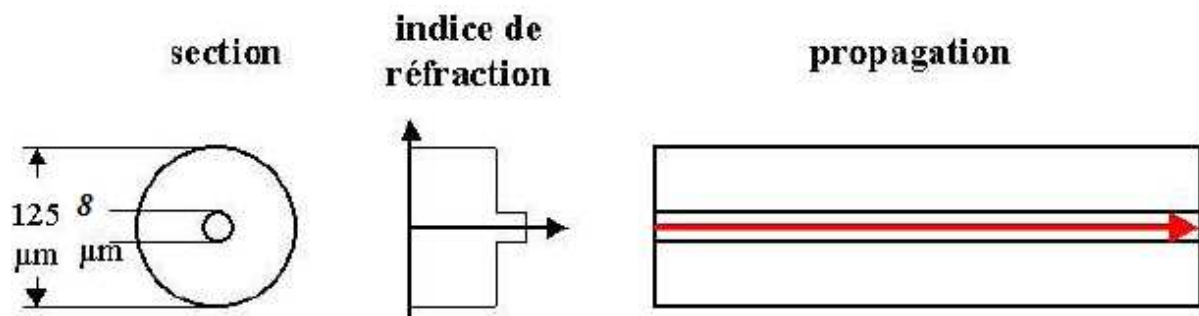 section
indice de
réfraction
propagation
125 8
µm µm